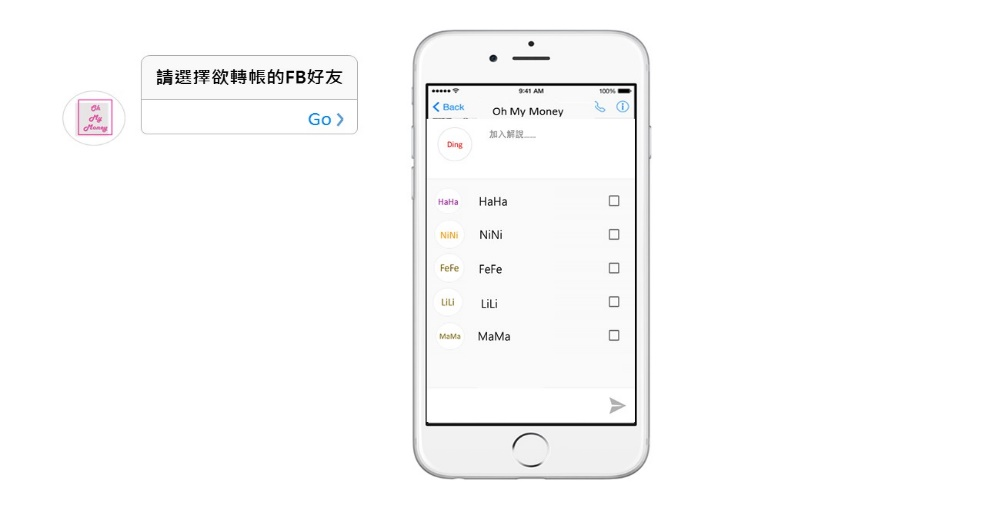 Oh
My
Money
請選擇欲轉帳的FB好友
Go
9:41 AM
100%
Back
Oh My Money
Ding
加入解說......
HaHa
HaHa
NiNi
NiNi
FeFe
FeFe
LiLi
LiLi
MaMa
MaMa